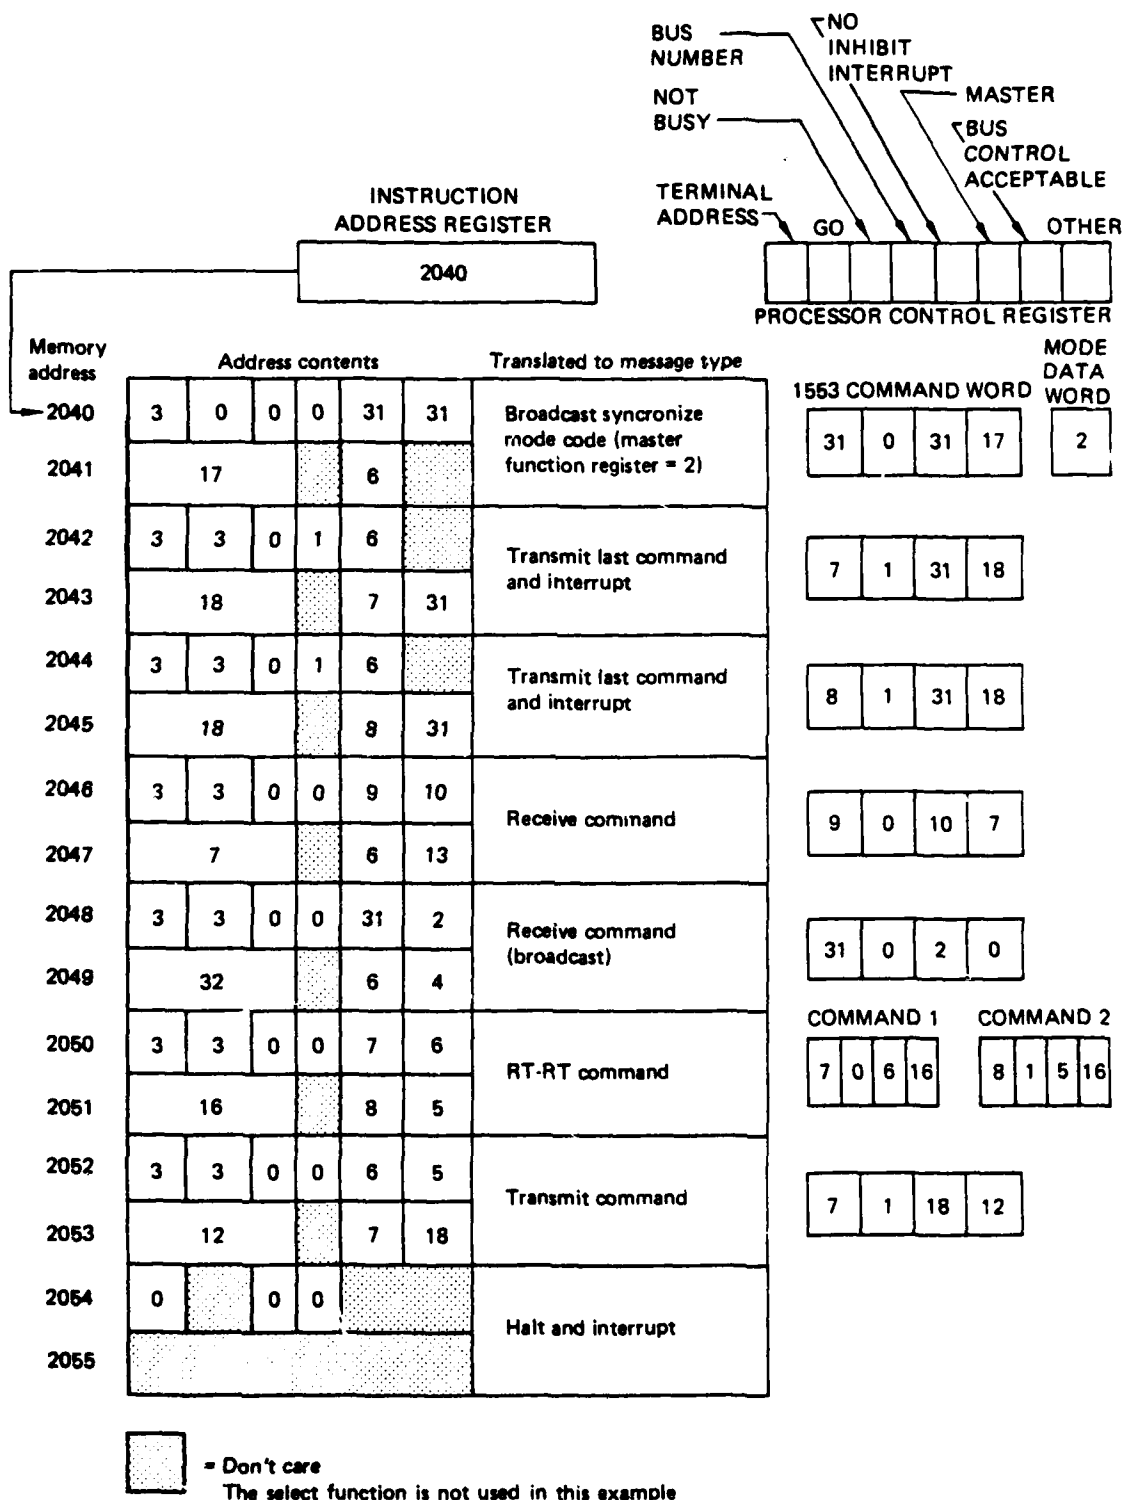 BUS
NUMBER
NO
INHIBIT
INTERRUPT
NOT
BUSY
MASTER
BUS
CONTROL
ACCEPTABLE
TERMINAL
ADDRESS
GO
OTHER
INSTRUCTION
ADDRESS REGISTER
2040
PROCESSOR CONTROL REGISTER
Memory
address
Address contents
Translated to message type
1553 COMMAND WORD
MODE
DATA
WORD
2040 3 0 0 0 31 31
Broadcast syncronize
mode code (master
function register = 2)
31 0 31 17 2
2041 17 6
2042 3 3 0 1 6
Transmit last command
and interrupt
7 1 31 18
2043 18 7 31
2044 3 3 0 1 6
Transmit last command
and interrupt
8 1 31 18
2045 18 8 31
2046 3 3 0 0 9 10
Receive command
9 0 10 7
2047 7 6 13
2048 3 3 0 0 31 2
Receive command
(broadcast)
31 0 2 0
2049 32 6 4
COMMAND 1 COMMAND 2
2050 3 3 0 0 7 6
RT-RT command
7 0 6 16 8 1 5 16
2051 16 8 5
2052 3 3 0 0 6 5
Transmit command
7 1 18 12
2053 12 7 18
2054 0 0 0
Halt and interrupt
2055
= Don't care
The select function is not used in this example